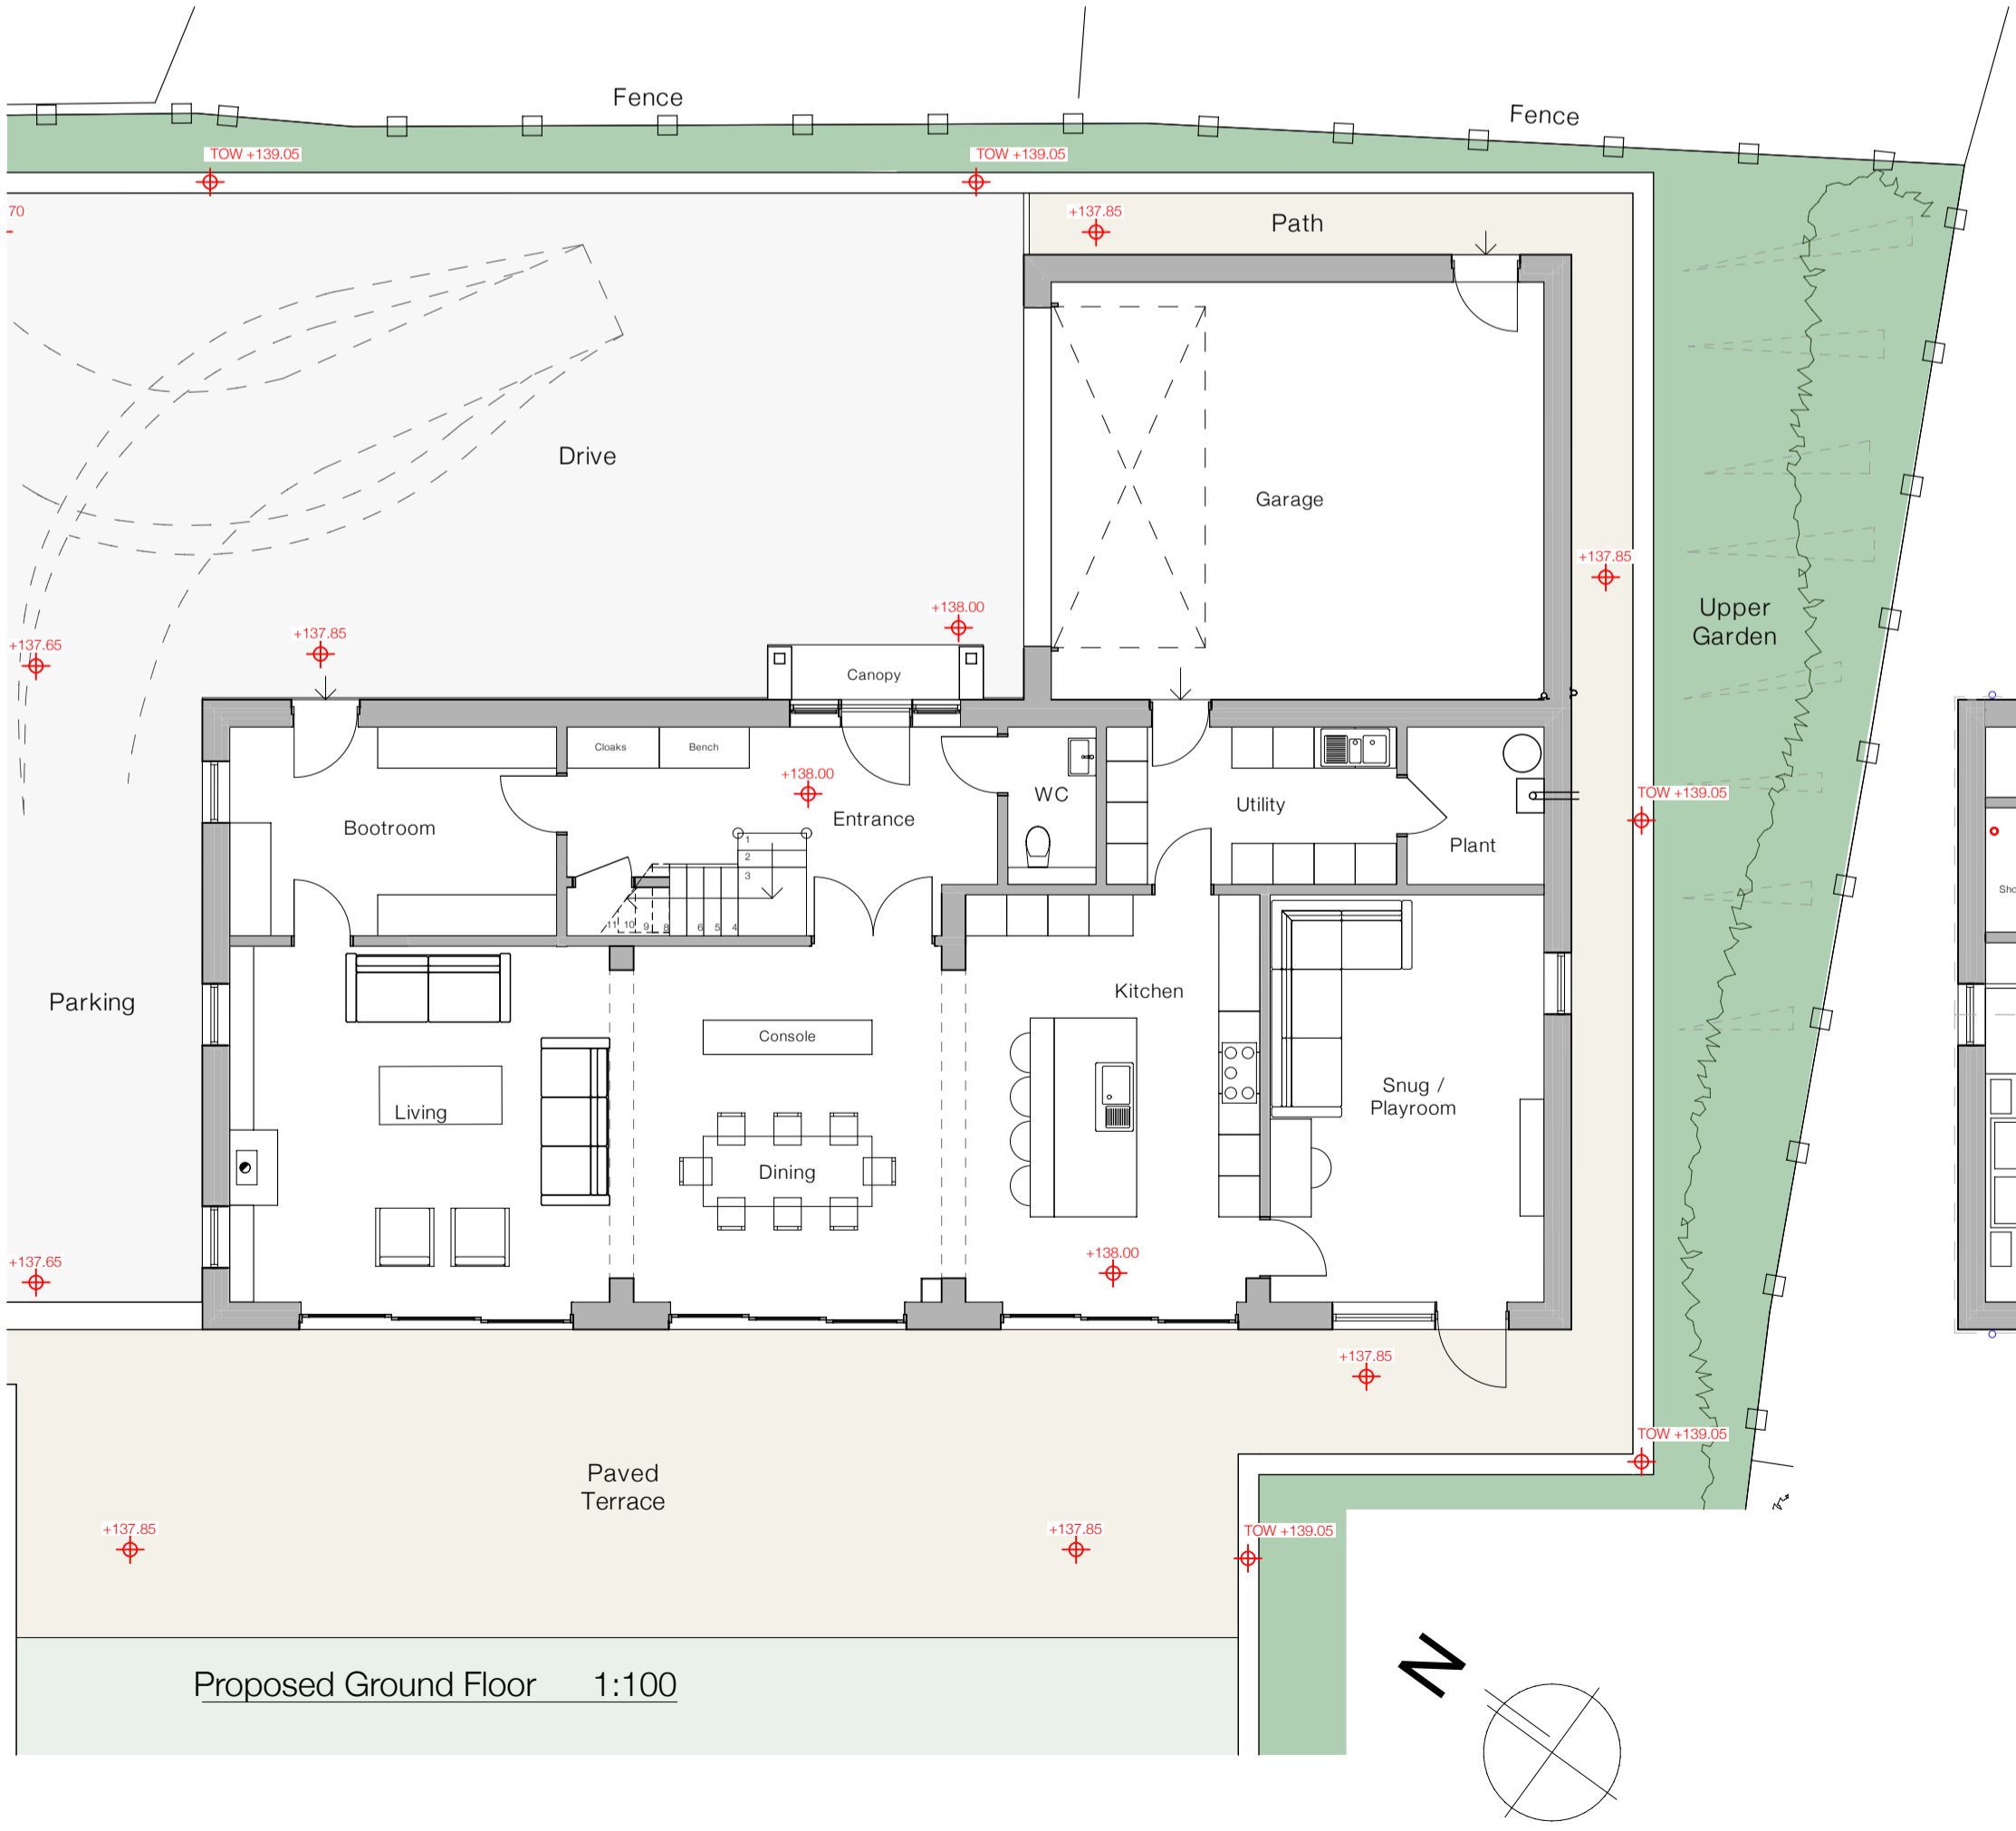 Fence
Fence
TOW +139.05
TOW +139.05
70
+137.85
Path
Drive
Garage
+137.85
+138.00
Upper
Garden
+137.85
+137.65
Canopy
Cloaks
Bench
+138.00
WC
Utility
TOW +139.05
Entrance
Bootroom
Plant
1
2
3
11
10
9
8
6
5
4
Parking
Kitchen
Console
Living
Snug /
Playroom
Dining
+138.00
+137.65
+137.85
TOW +139.05
Paved
Terrace
+137.85
+137.85
TOW +139.05
Proposed Ground Floor 1:100
N